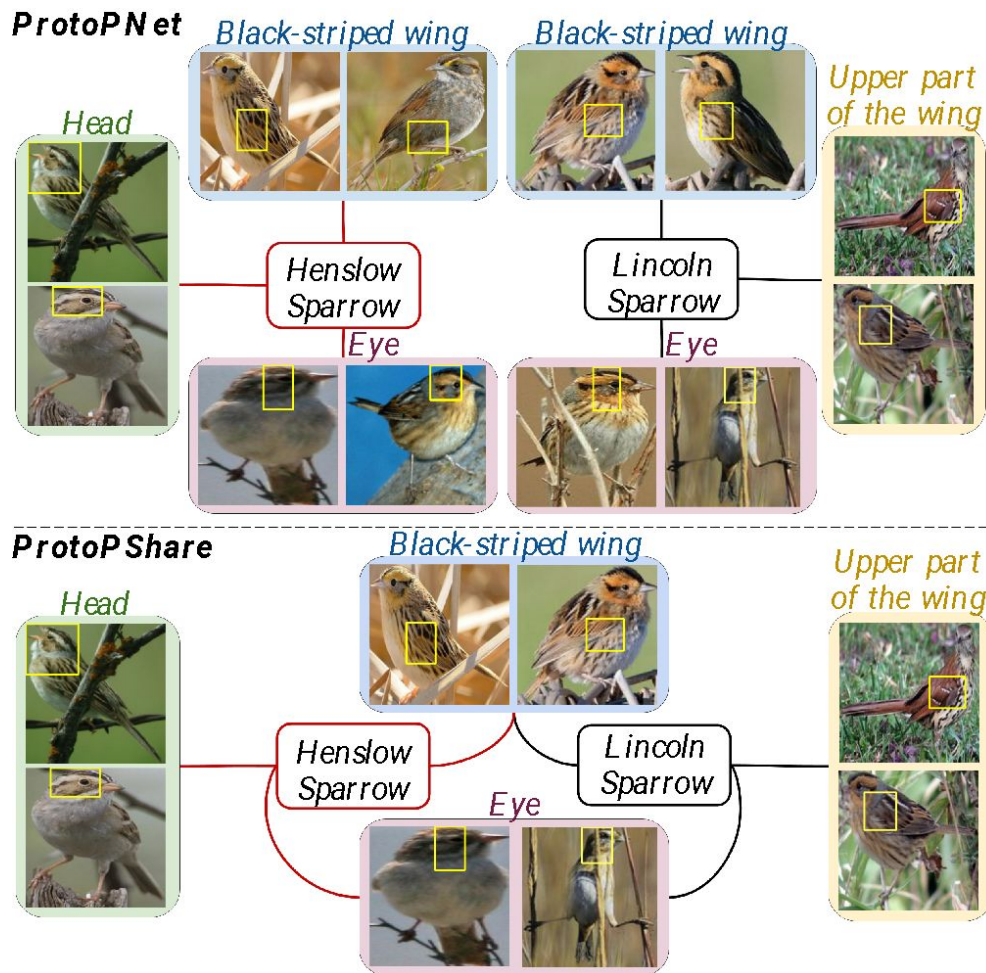 ProtoPNet
Black-striped wing
Black-striped wing
Upper part
of the wing
Head
Henslow
Sparrow
Lincoln
Sparrow
Eye
Eye
ProtoPShare
Black-striped wing
Upper part
of the wing
Head
Henslow
Sparrow
Lincoln
Sparrow
Eye